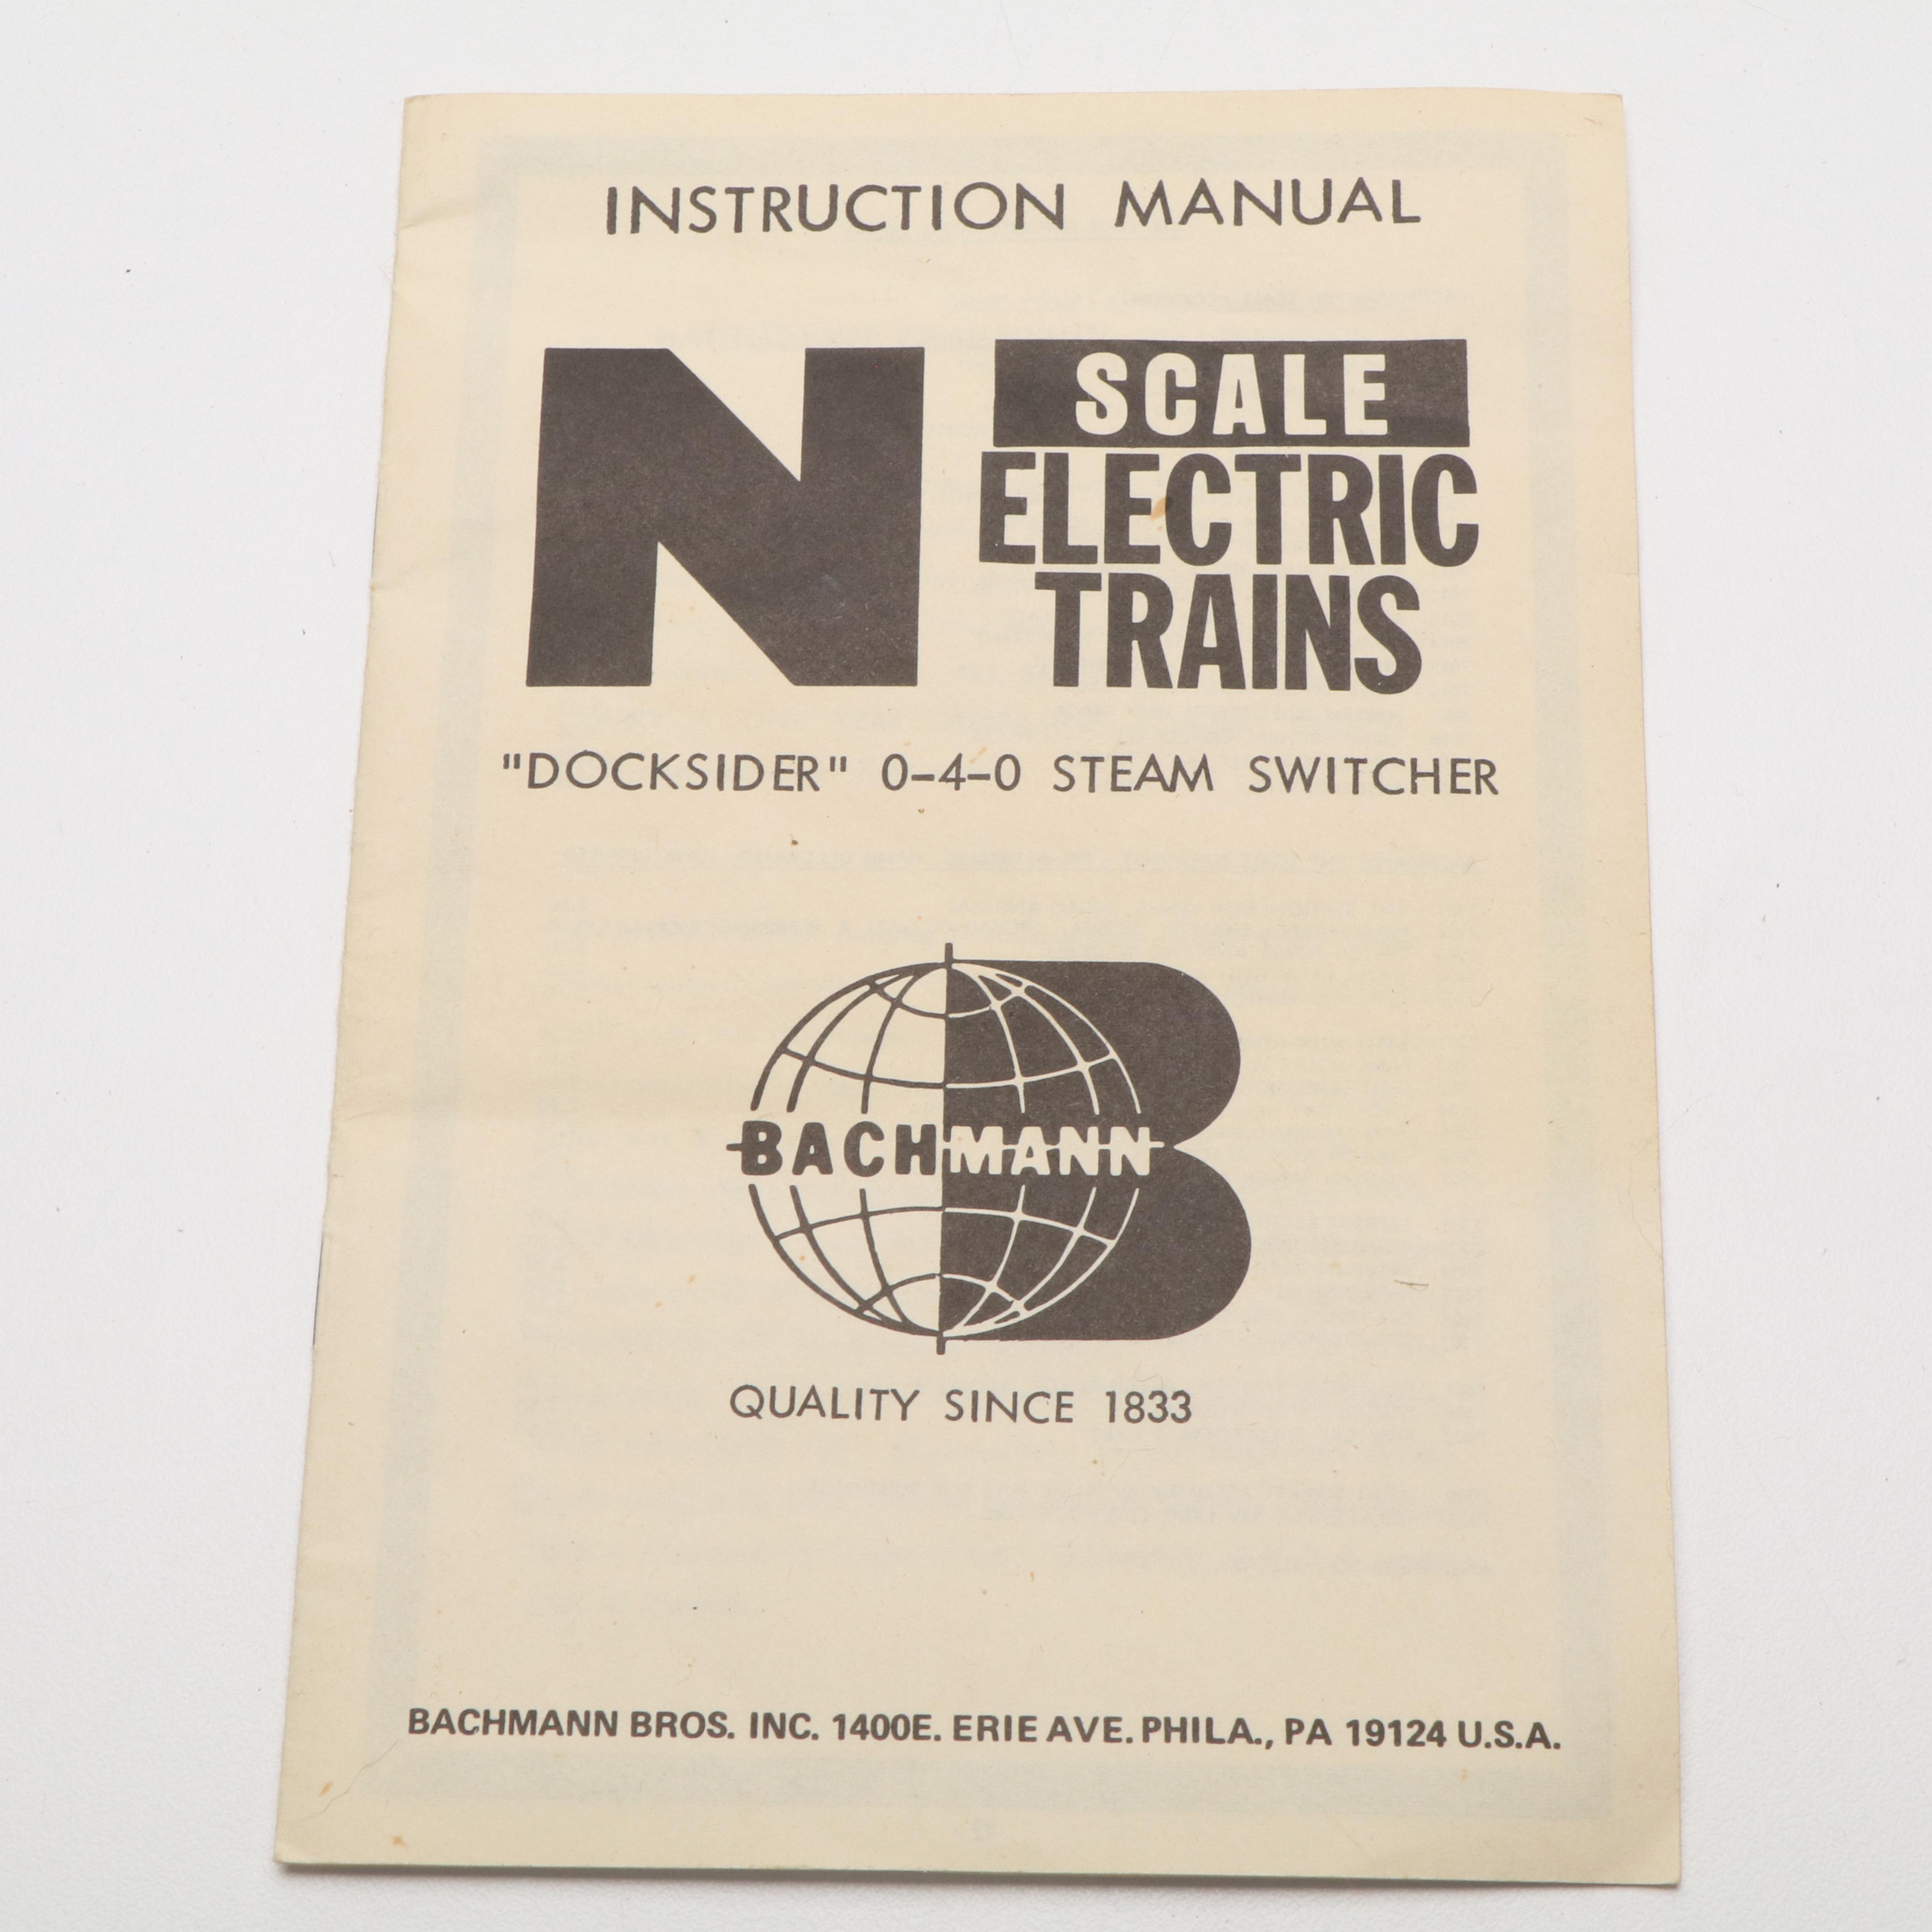 INSTRUCTION MANUAL
N SCALE
ELECTRIC
TRAINS
"DOCKSIDER" 0-4-0 STEAM SWITCHER
BACHMANN
QUALITY SINCE 1833
BACHMANN BROS. INC. 1400E. ERIE AVE. PHILA., PA 19124 U.S.A.